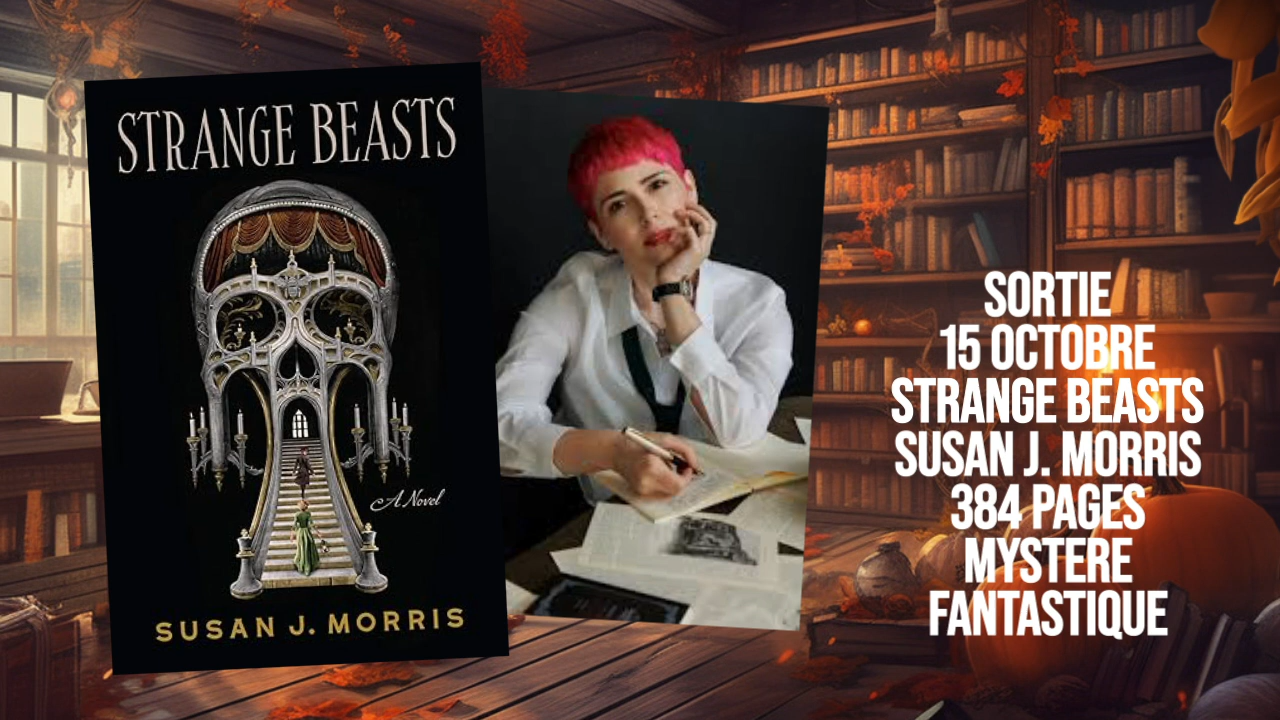 STRANGE BEASTS
A Novel
SUSAN J. MORRIS
SORTIE
15 OCTOBRE
STRANGE BEASTS
SUSAN J. MORRIS
384 PAGES
MYSTERE
FANTASTIQUE